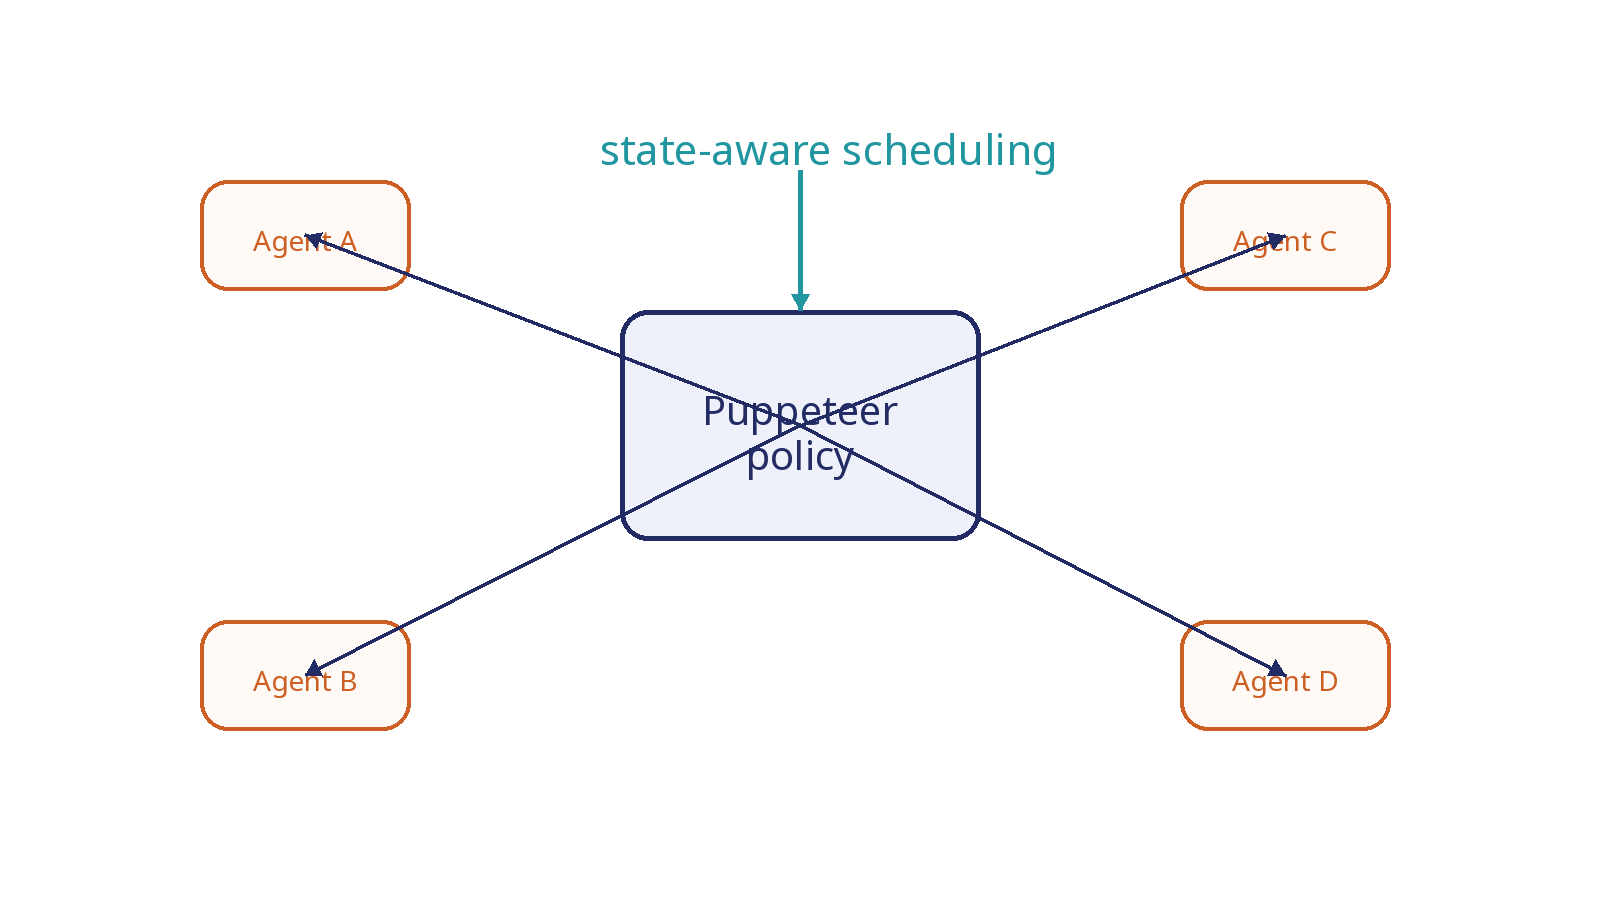 state-aware scheduling
Agent A
Agent C
Puppeteer
policy
Agent B
Agent D